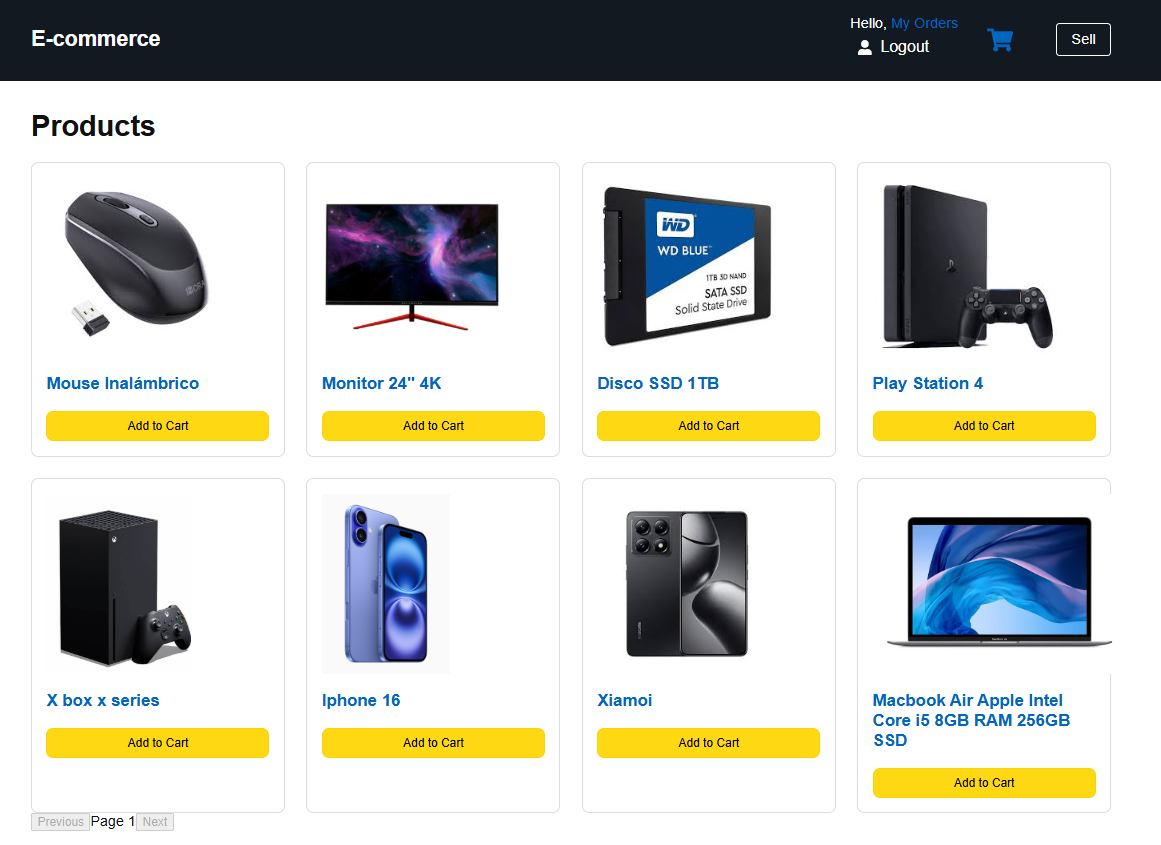 E-commerce
Hello, My Orders
Logout
Sell
Products
WD
WD BLUE™
1TB 3D NAND
SATA SSD
Solid State Drive
Mouse Inalámbrico
Monitor 24" 4K
Disco SSD 1TB
Play Station 4
Add to Cart
Add to Cart
Add to Cart
Add to Cart
X box x series
Iphone 16
Xiamoi
Macbook Air Apple Intel
Core i5 8GB RAM 256GB
SSD
Add to Cart
Add to Cart
Add to Cart
Add to Cart
Previous Page 1 Next